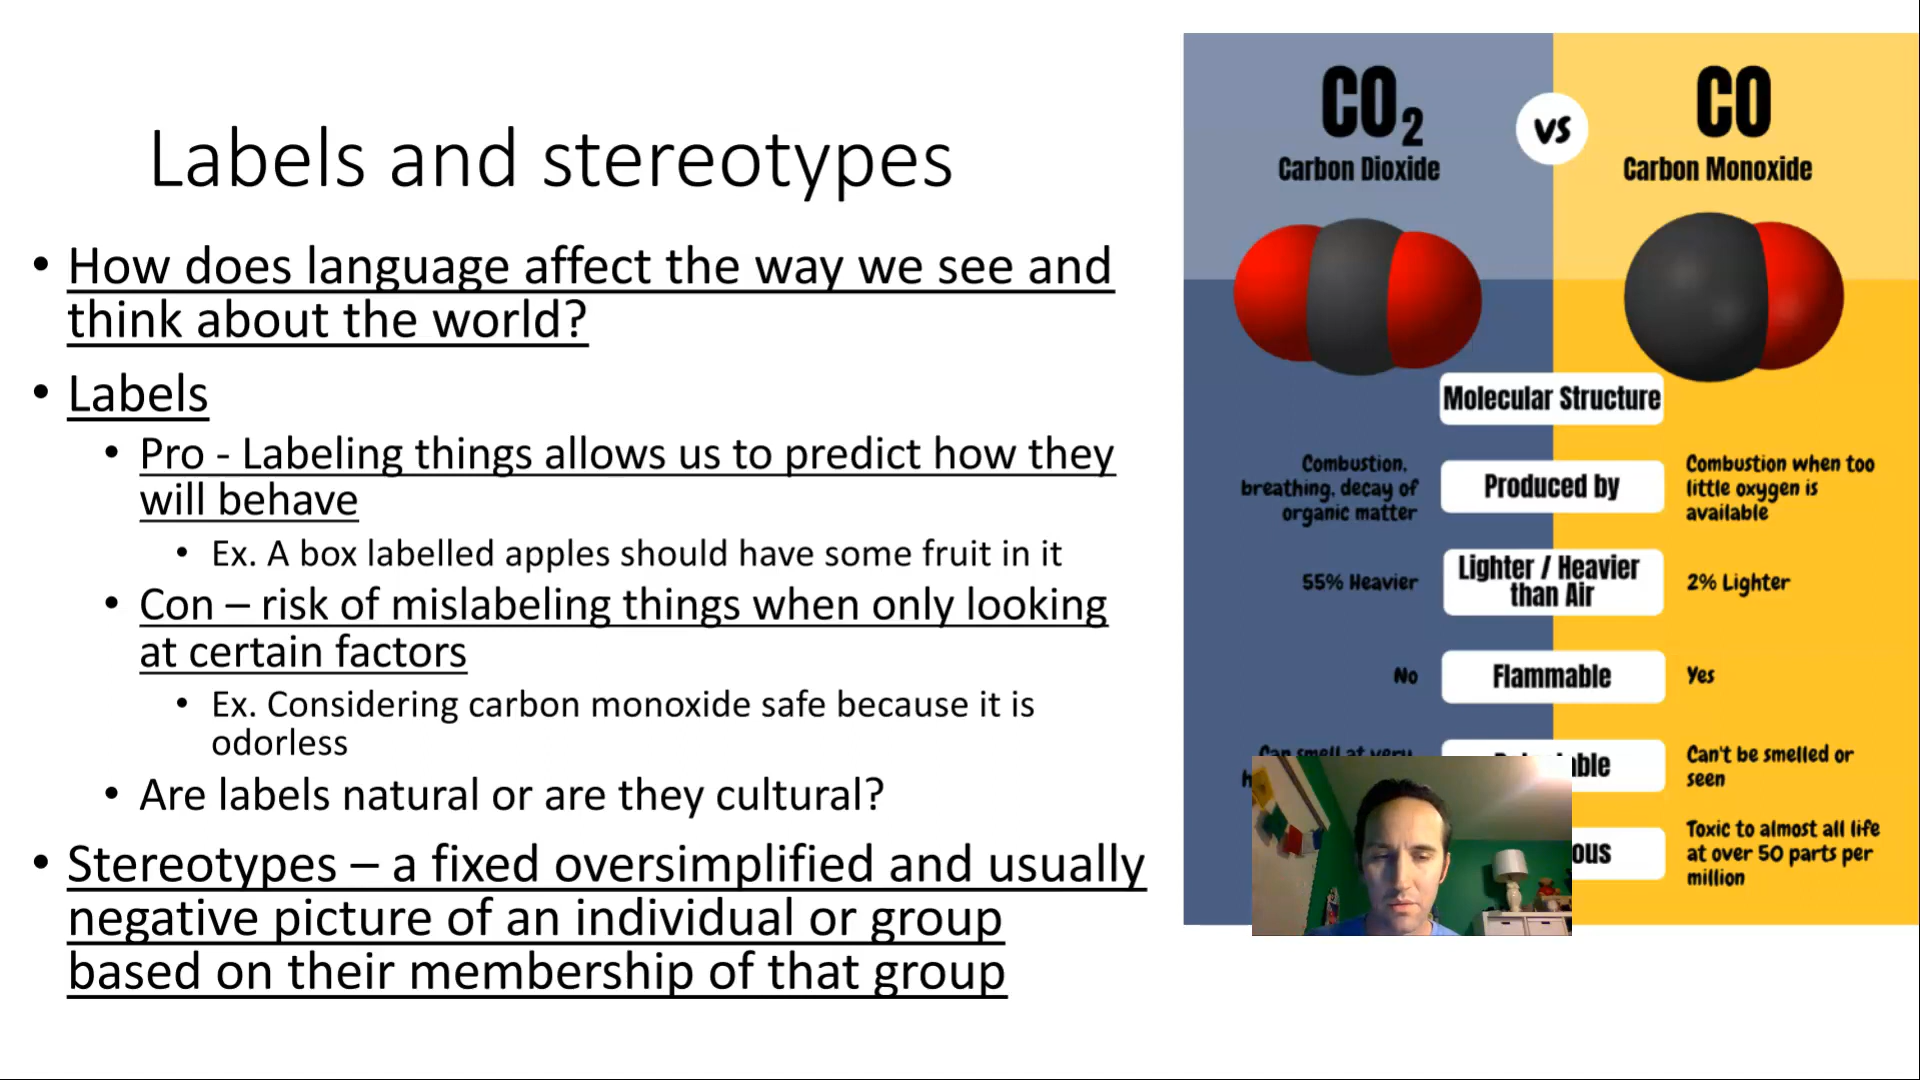 Labels and stereotypes
• How does language affect the way we see and
think about the world?
• Labels
• Pro - Labeling things allows us to predict how they
will behave
• Ex. A box labelled apples should have some fruit in it
• Con – risk of mislabeling things when only looking
at certain factors
• Ex. Considering carbon monoxide safe because it is
odorless
• Are labels natural or are they cultural?
• Stereotypes – a fixed oversimplified and usually
negative picture of an individual or group
based on their membership of that group
CO2
Carbon Dioxide
VS
CO
Carbon Monoxide
Molecular Structure
Combustion,
breathing, decay of
organic matter
Produced by
Combustion when too
little oxygen is
available
55% Heavier
Lighter / Heavier
than Air
2% Lighter
No
Flammable
Yes
Can smell at very
Can't be smelled or
seen
Toxic to almost all life
at over 50 parts per
million